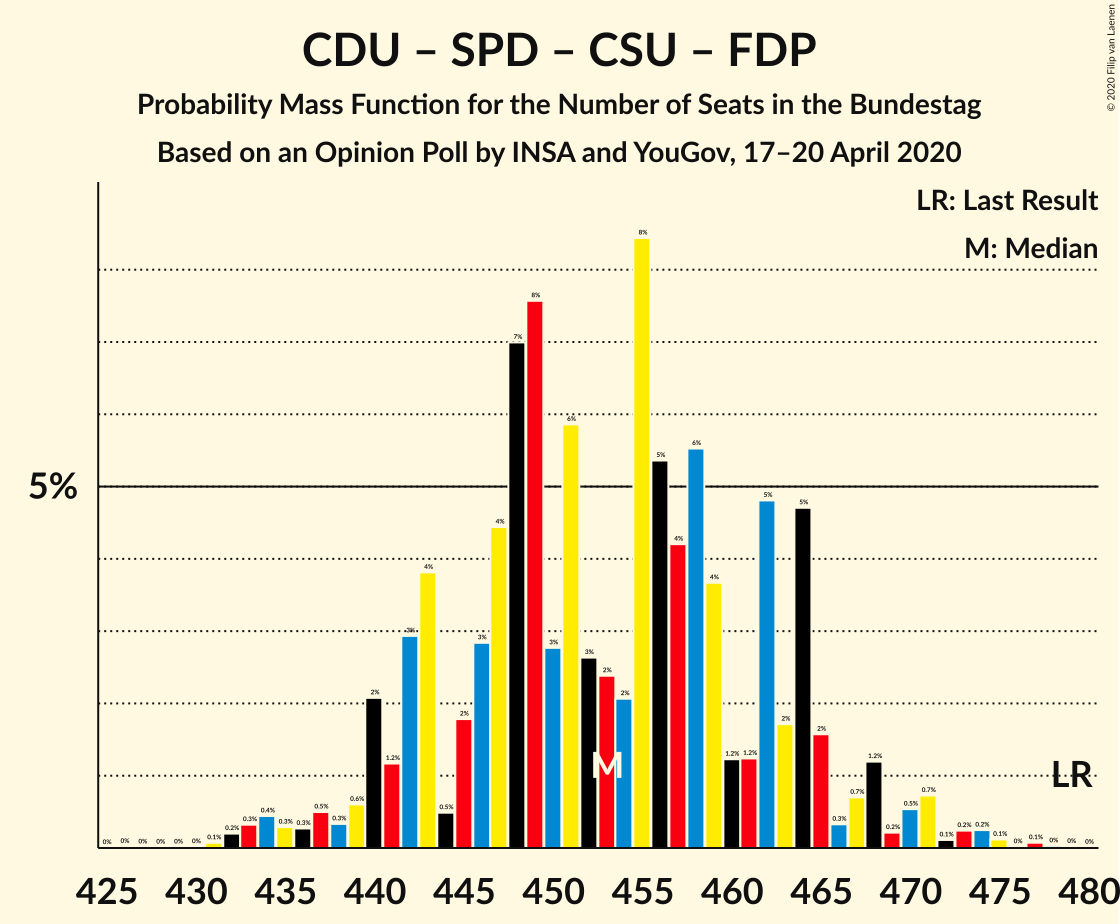 CDU – SPD – CSU – FDP
Probability Mass Function for the Number of Seats in the Bundestag
Based on an Opinion Poll by INSA and YouGov, 17–20 April 2020
© 2020 Filip van Laenen
LR: Last Result
M: Median
5%
0% 0% 0% 0% 0% 0% 0.1% 0.2% 0.3% 0.4% 0.3% 0.3% 0.5% 0.3% 0.6% 2% 1.2% 3% 4% 0.5% 2% 3% 4% 7% 8% 3% 6% 3% 2% 2% 8% 5% 4% 6% 4% 1.2% 1.2% 5% 2% 5% 2% 0.3% 0.7% 1.2% 0.2% 0.5% 0.7% 0.1% 0.2% 0.2% 0.1% 0% 0.1% 0% 0% 0%
M
LR
425 430 435 440 445 450 455 460 465 470 475 480